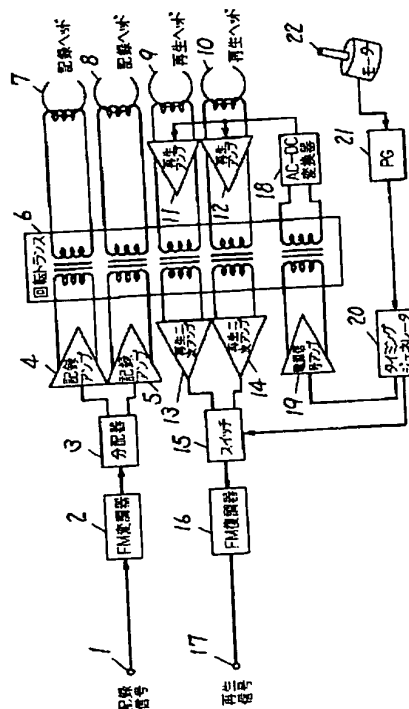 1
記録
信号
2
FM変調器
3
分配器
4
記録
アンプ
記録
アンプ
5
6
回転トランス
7
記録ヘッド
8
記録ヘッド
9
再生ヘッド
10
再生ヘッド
再生アンプ
11
再生アンプ
12
再生二次アンプ
13
再生二次アンプ
14
15
スイッチ
16
FM復調器
17
再生
信号
18
AC-DC
変換器
19
電源信
号アンプ
20
タイミング
ジェネレータ
21
PG
22
モータ